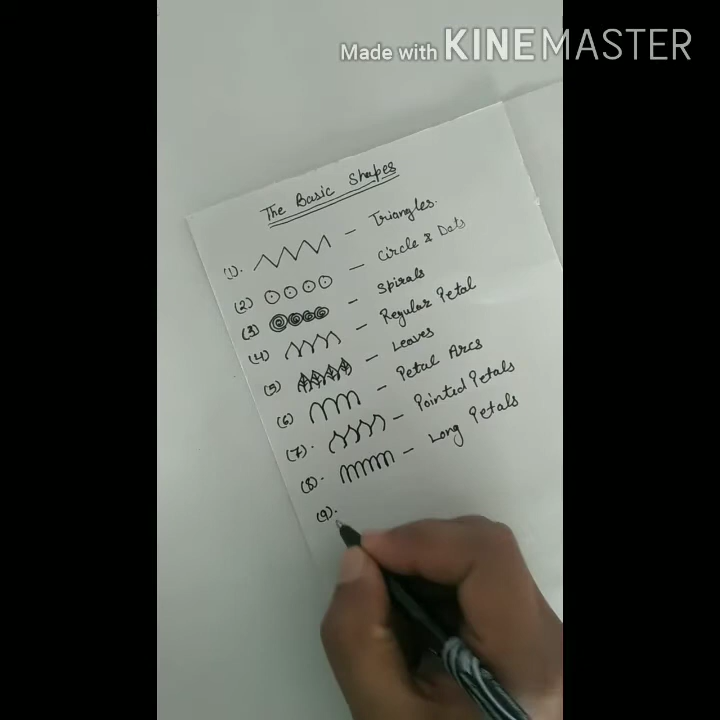 Made with KINEMASTER
The Basic Shapes
(1). — Triangles.
(2) — Circle & Dots
(3) — Spirals
(4) — Regular Petal
(5) — Leaves
(6) — Petal Arcs
(7). — Pointed Petals
(8). — Long Petals
(9).